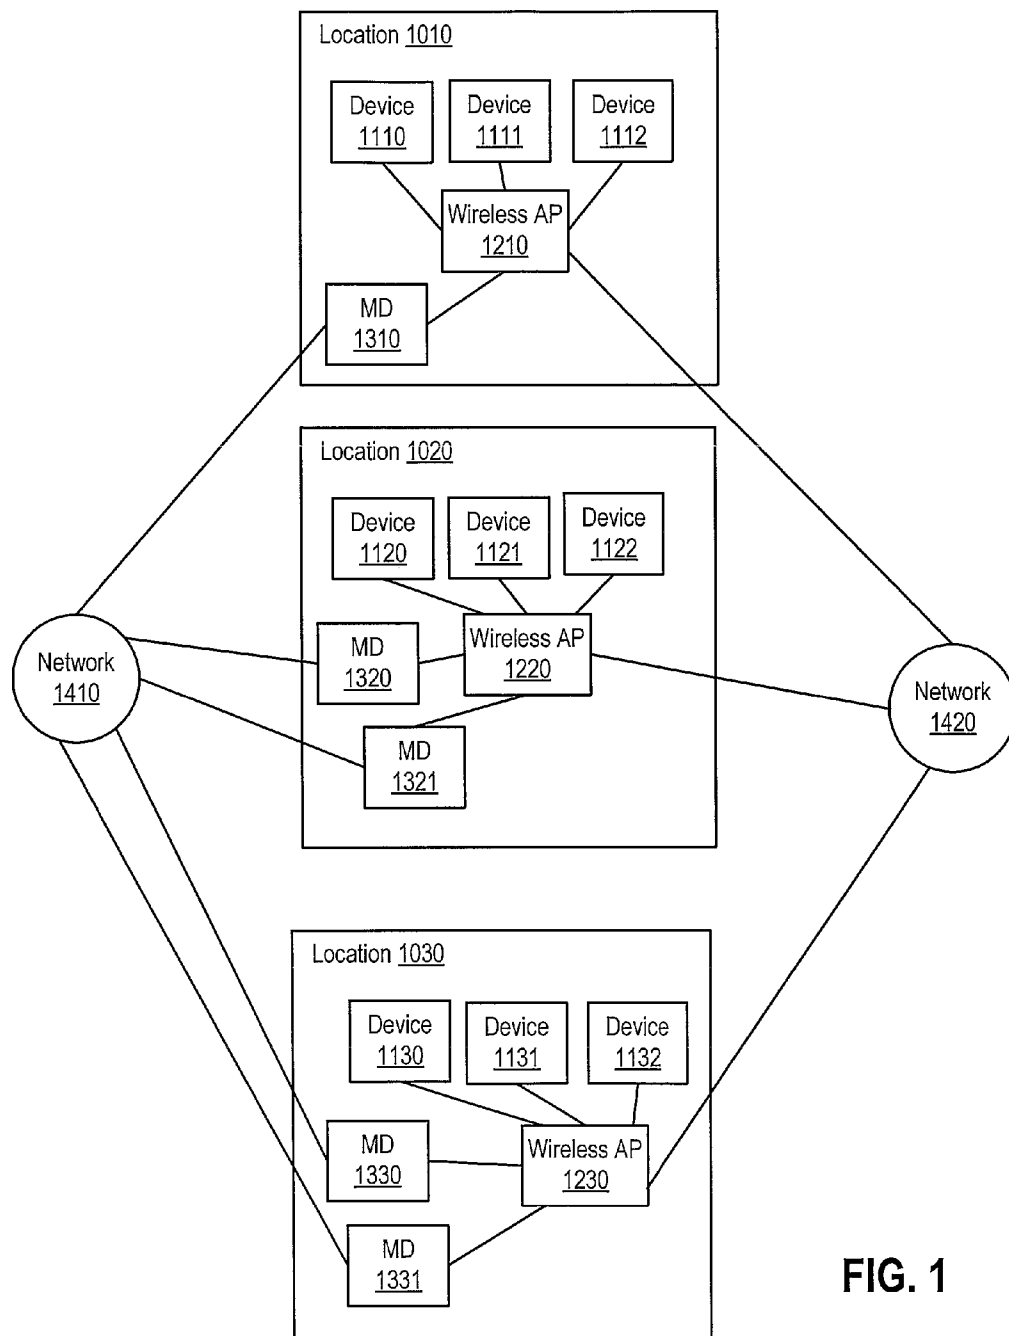 Location 1010
Device
1110
Device
1111
Device
1112
Wireless AP
1210
MD
1310
Location 1020
Device
1120
Device
1121
Device
1122
Wireless AP
1220
MD
1320
MD
1321
Network
1410
Network
1420
Location 1030
Device
1130
Device
1131
Device
1132
Wireless AP
1230
MD
1330
MD
1331
FIG. 1